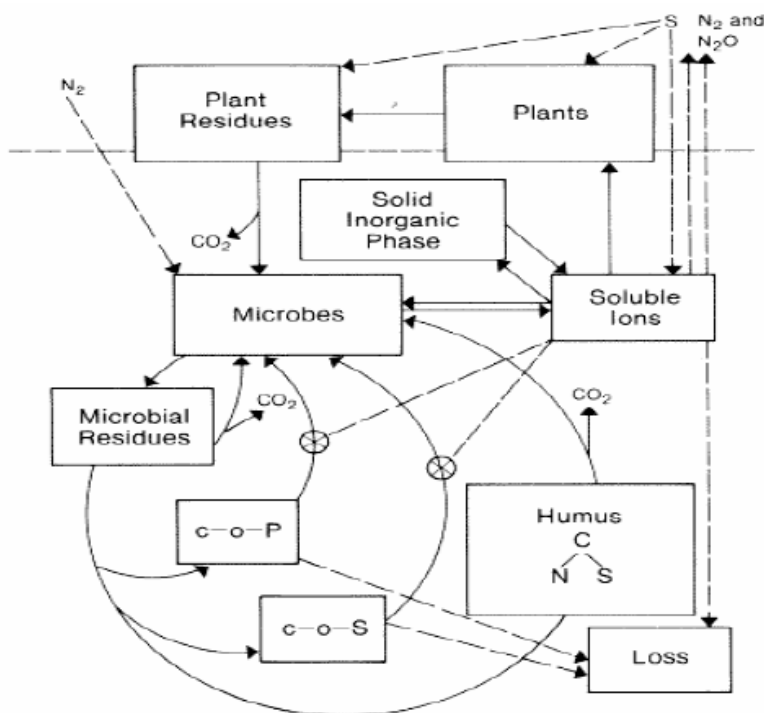 S
N₂ and
N₂O
N₂
Plant
Residues
Plants
Solid
Inorganic
Phase
CO₂
Microbes
Soluble
Ions
Microbial
Residues
CO₂
CO₂
c-o-P
Humus
C
N S
c-o-S
Loss